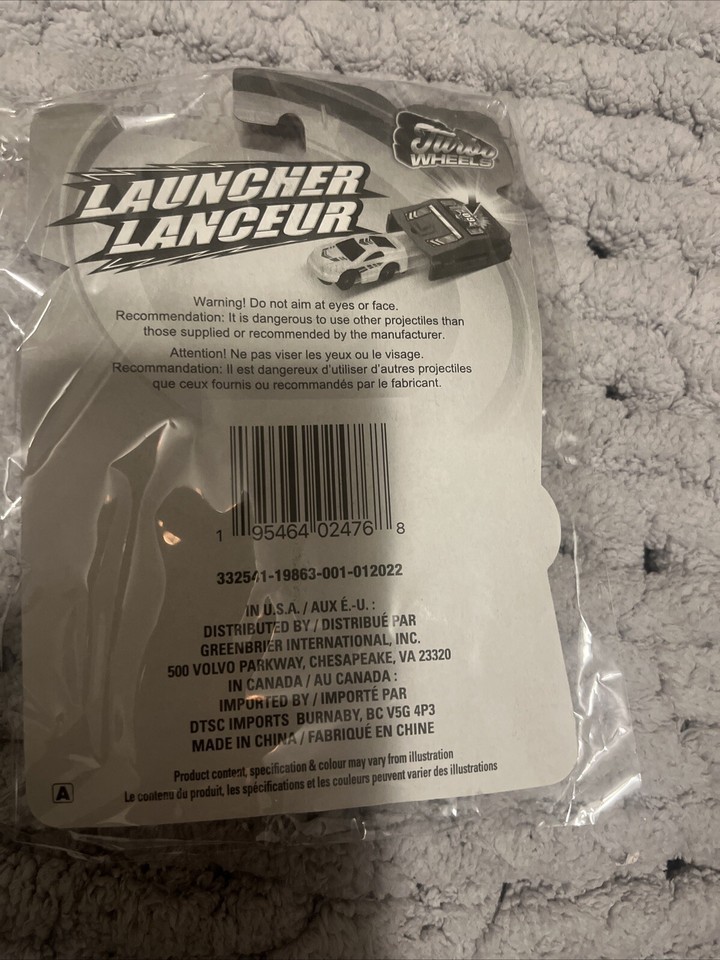 Turbo
WHEELS
LAUNCHER
LANCEUR
Warning! Do not aim at eyes or face.
Recommendation: It is dangerous to use other projectiles than
those supplied or recommended by the manufacturer.
Attention! Ne pas viser les yeux ou le visage.
Recommandation: Il est dangereux d'utiliser d'autres projectiles
que ceux fournis ou recommandés par le fabricant.
1 95464 02476 8
332541-19863-001-012022
IN U.S.A. / AUX É.-U. :
DISTRIBUTED BY / DISTRIBUÉ PAR
GREENBRIER INTERNATIONAL, INC.
500 VOLVO PARKWAY, CHESAPEAKE, VA 23320
IN CANADA / AU CANADA :
IMPORTED BY / IMPORTÉ PAR
DTSC IMPORTS BURNABY, BC V5G 4P3
MADE IN CHINA / FABRIQUÉ EN CHINE
Product content, specification & colour may vary from illustration
Le contenu du produit, les spécifications et les couleurs peuvent varier des illustrations
A